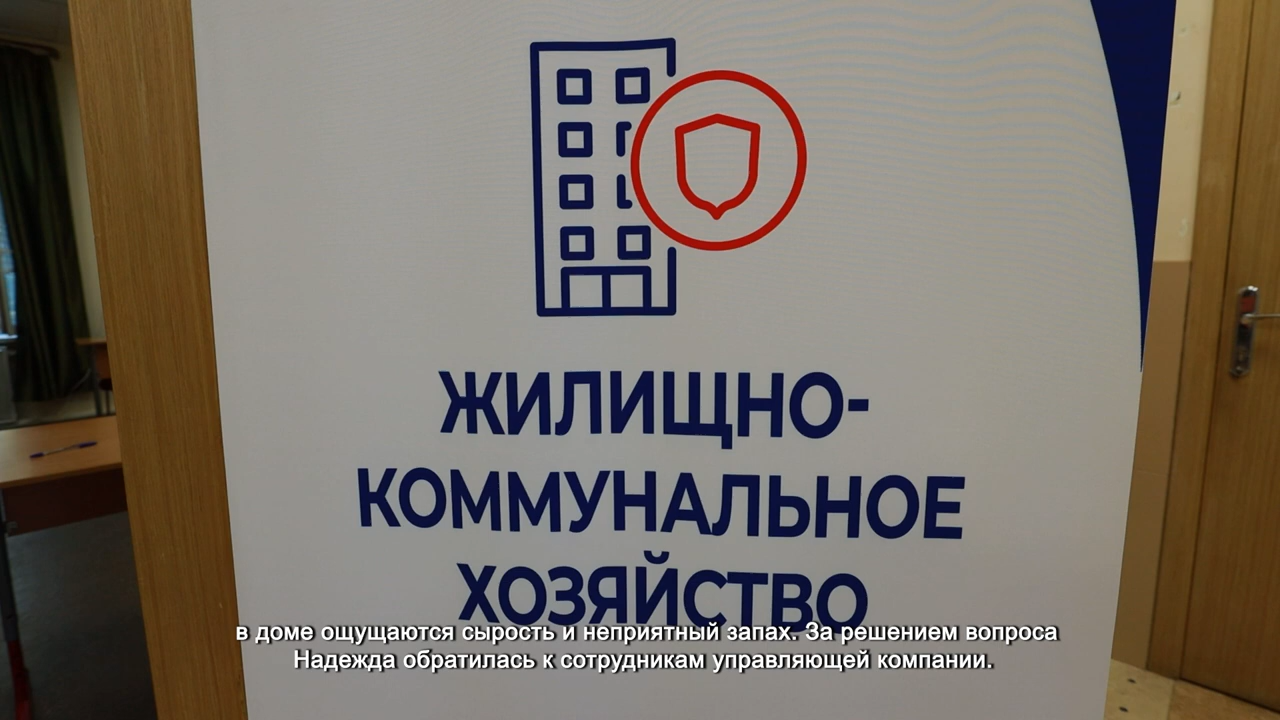 ЖИЛИЩНО-
КОММУНАЛЬНОЕ
ХОЗЯЙСТВО
в доме ощущаются сырость и неприятный запах. За решением вопроса
Надежда обратилась к сотрудникам управляющей компании.